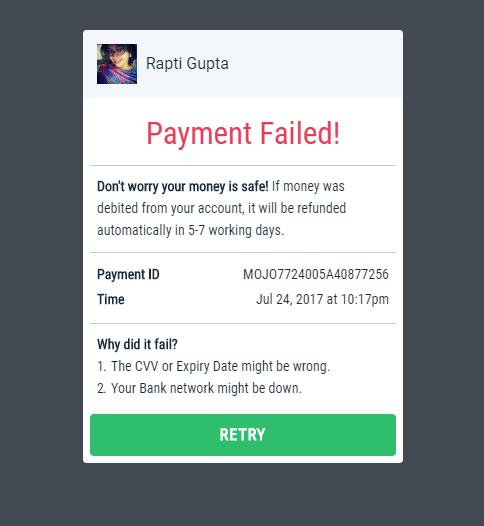 Rapti Gupta
Payment Failed!
Don't worry your money is safe! If money was
debited from your account, it will be refunded
automatically in 5-7 working days.
Payment ID MOJO7724005A40877256
Time Jul 24, 2017 at 10:17pm
Why did it fail?
1. The CVV or Expiry Date might be wrong.
2. Your Bank network might be down.
RETRY